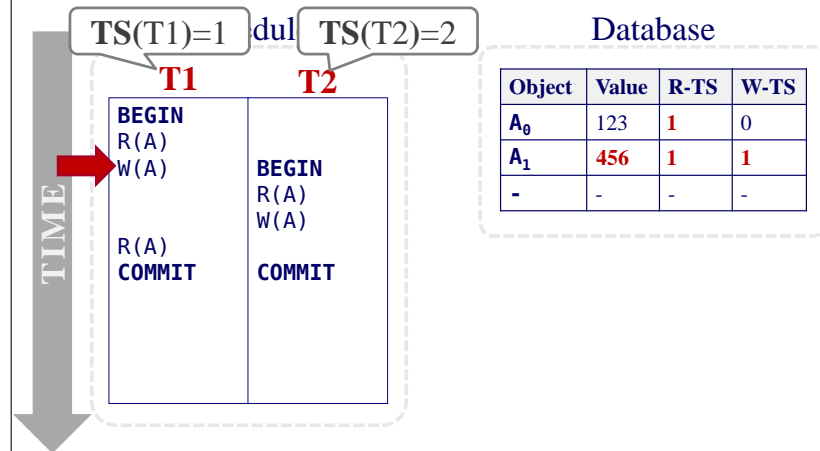 TS(T1)=1
edul
TS(T2)=2
Database
T1
T2
Object Value R-TS W-TS
A₀ 123 1 0
A₁ 456 1 1
- - - -
BEGIN
R(A)
W(A) BEGIN
R(A)
W(A)
R(A)
COMMIT COMMIT
TIME